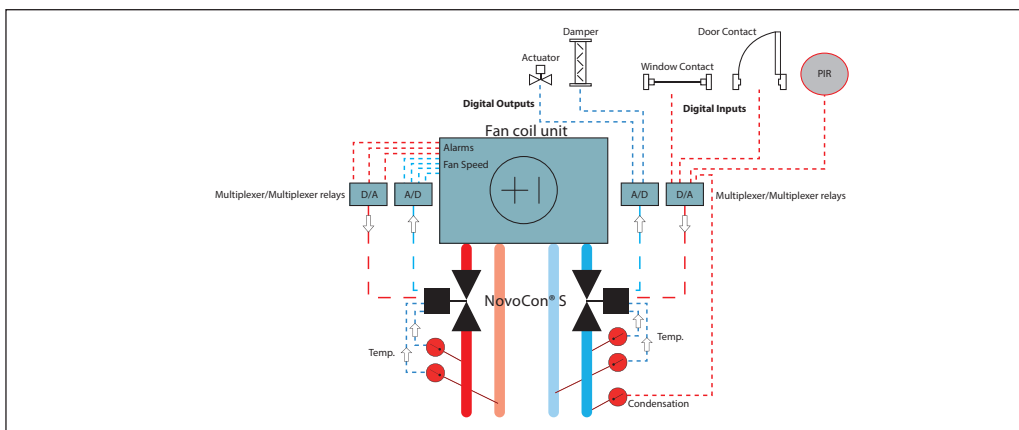 Damper
Door Contact
Actuator
Window Contact
PIR
Digital Outputs
Digital Inputs
Fan coil unit
Alarms
Fan Speed
Multiplexer/Multiplexer relays
D/A
A/D
A/D
D/A
Multiplexer/Multiplexer relays
NovoCon® S
Temp.
Temp.
Condensation